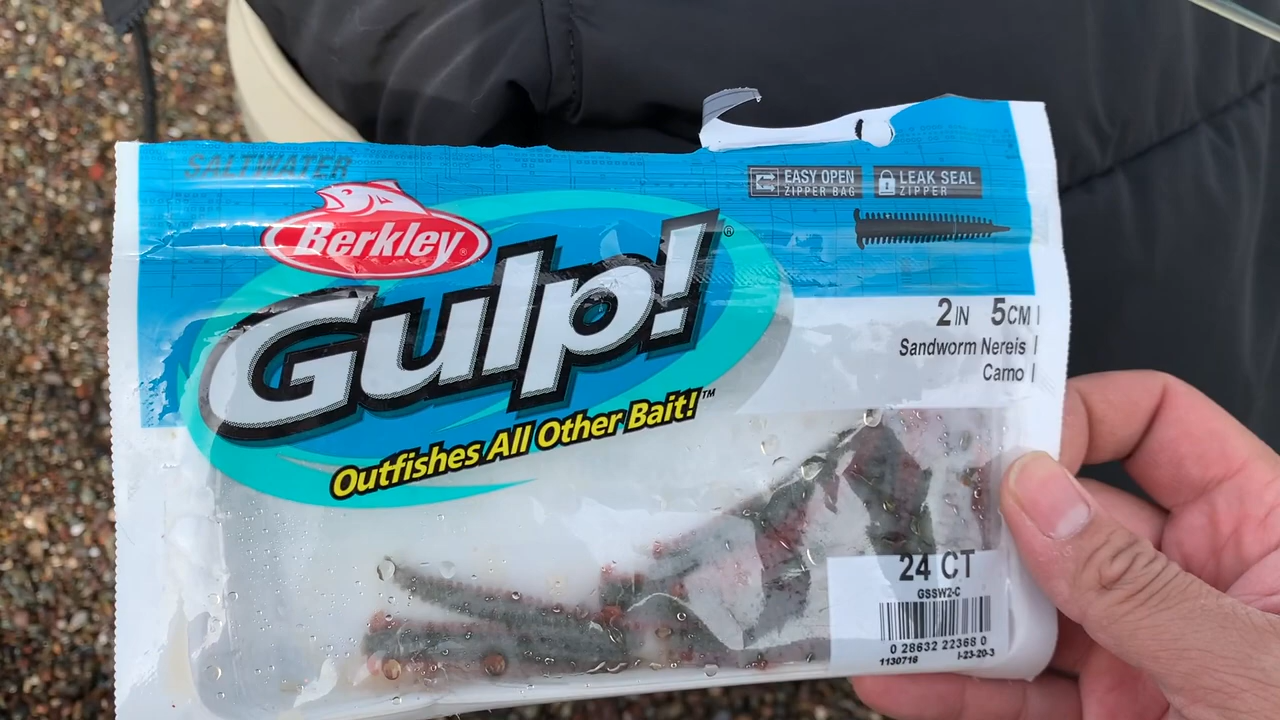 SALTWATER
Berkley®
Gulp!®
Outfishes All Other Bait!™
EASY OPEN
ZIPPER BAG
LEAK SEAL
ZIPPER
2IN 5CM
Sandworm Nereis
Camo
24 CT
GSSW2-C
0 28632 22368 0
1130716 I-23-20-3